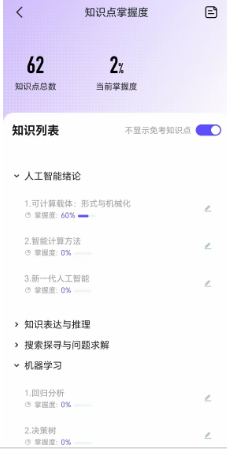 知识点掌握度
62
2%
知识点总数
当前掌握度
知识列表
不显示免考知识点
人工智能绪论
1.可计算载体：形式与机械化
掌握度: 60%
2.智能计算方法
掌握度: 0%
3.新一代人工智能
掌握度: 0%
知识表达与推理
搜索探寻与问题求解
机器学习
1.回归分析
掌握度: 0%
2.决策树
掌握度: 0%